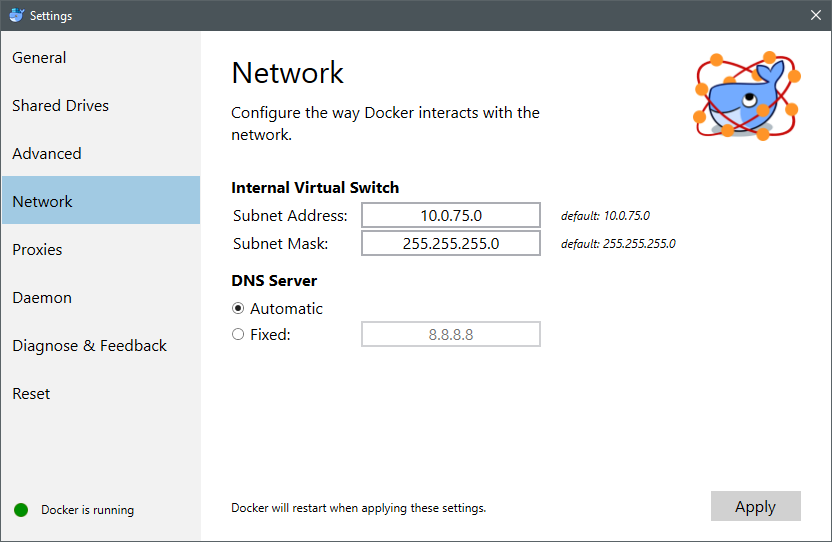 Settings
General
Shared Drives
Advanced
Network
Proxies
Daemon
Diagnose & Feedback
Reset
Docker is running
Network
Configure the way Docker interacts with the
network.
Internal Virtual Switch
Subnet Address: 10.0.75.0 default: 10.0.75.0
Subnet Mask: 255.255.255.0 default: 255.255.255.0
DNS Server
Automatic
Fixed: 8.8.8.8
Docker will restart when applying these settings.
Apply